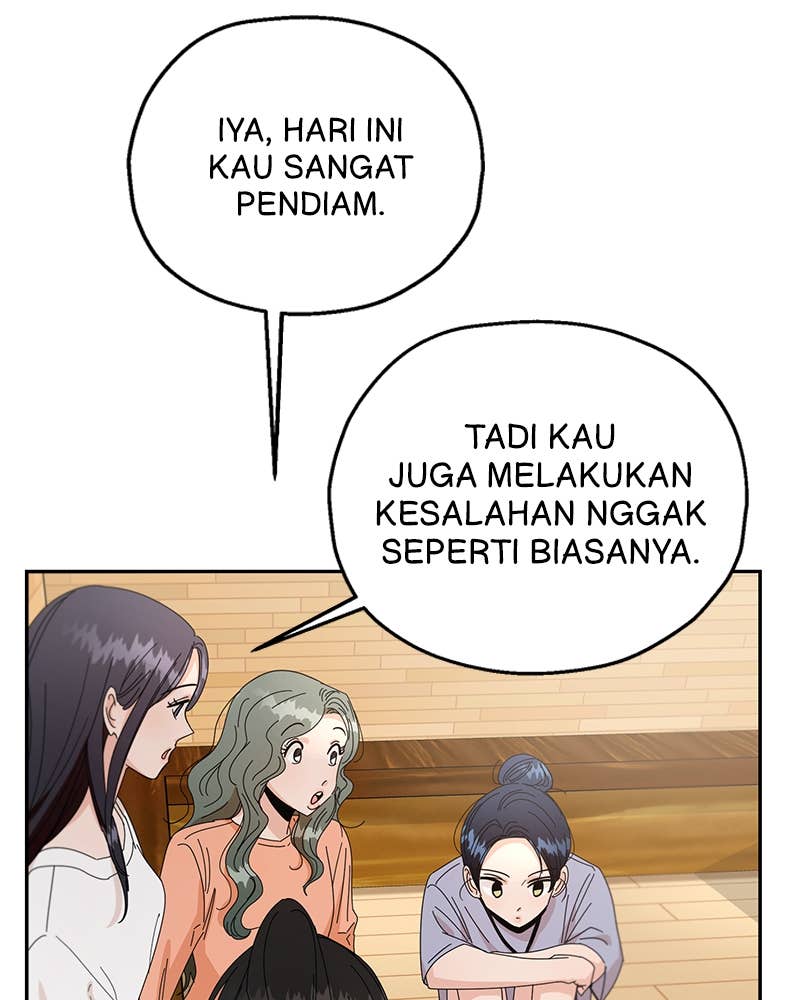 IYA, HARI INI
KAU SANGAT
PENDIAM.
TADI KAU
JUGA MELAKUKAN
KESALAHAN NGGAK
SEPERTI BIASANYA.